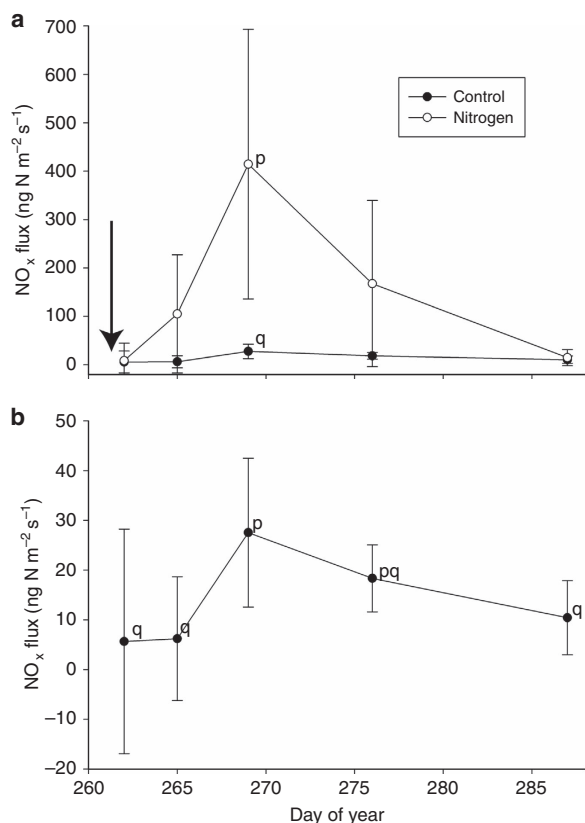 a
700
600
500
400
300
200
100
0
NOx flux (ng N m−2 s−1)
Control
Nitrogen
p
q
b
50
40
30
20
10
0
−10
−20
NOx flux (ng N m−2 s−1)
q
q
p
pq
q
260 265 270 275 280 285
Day of year